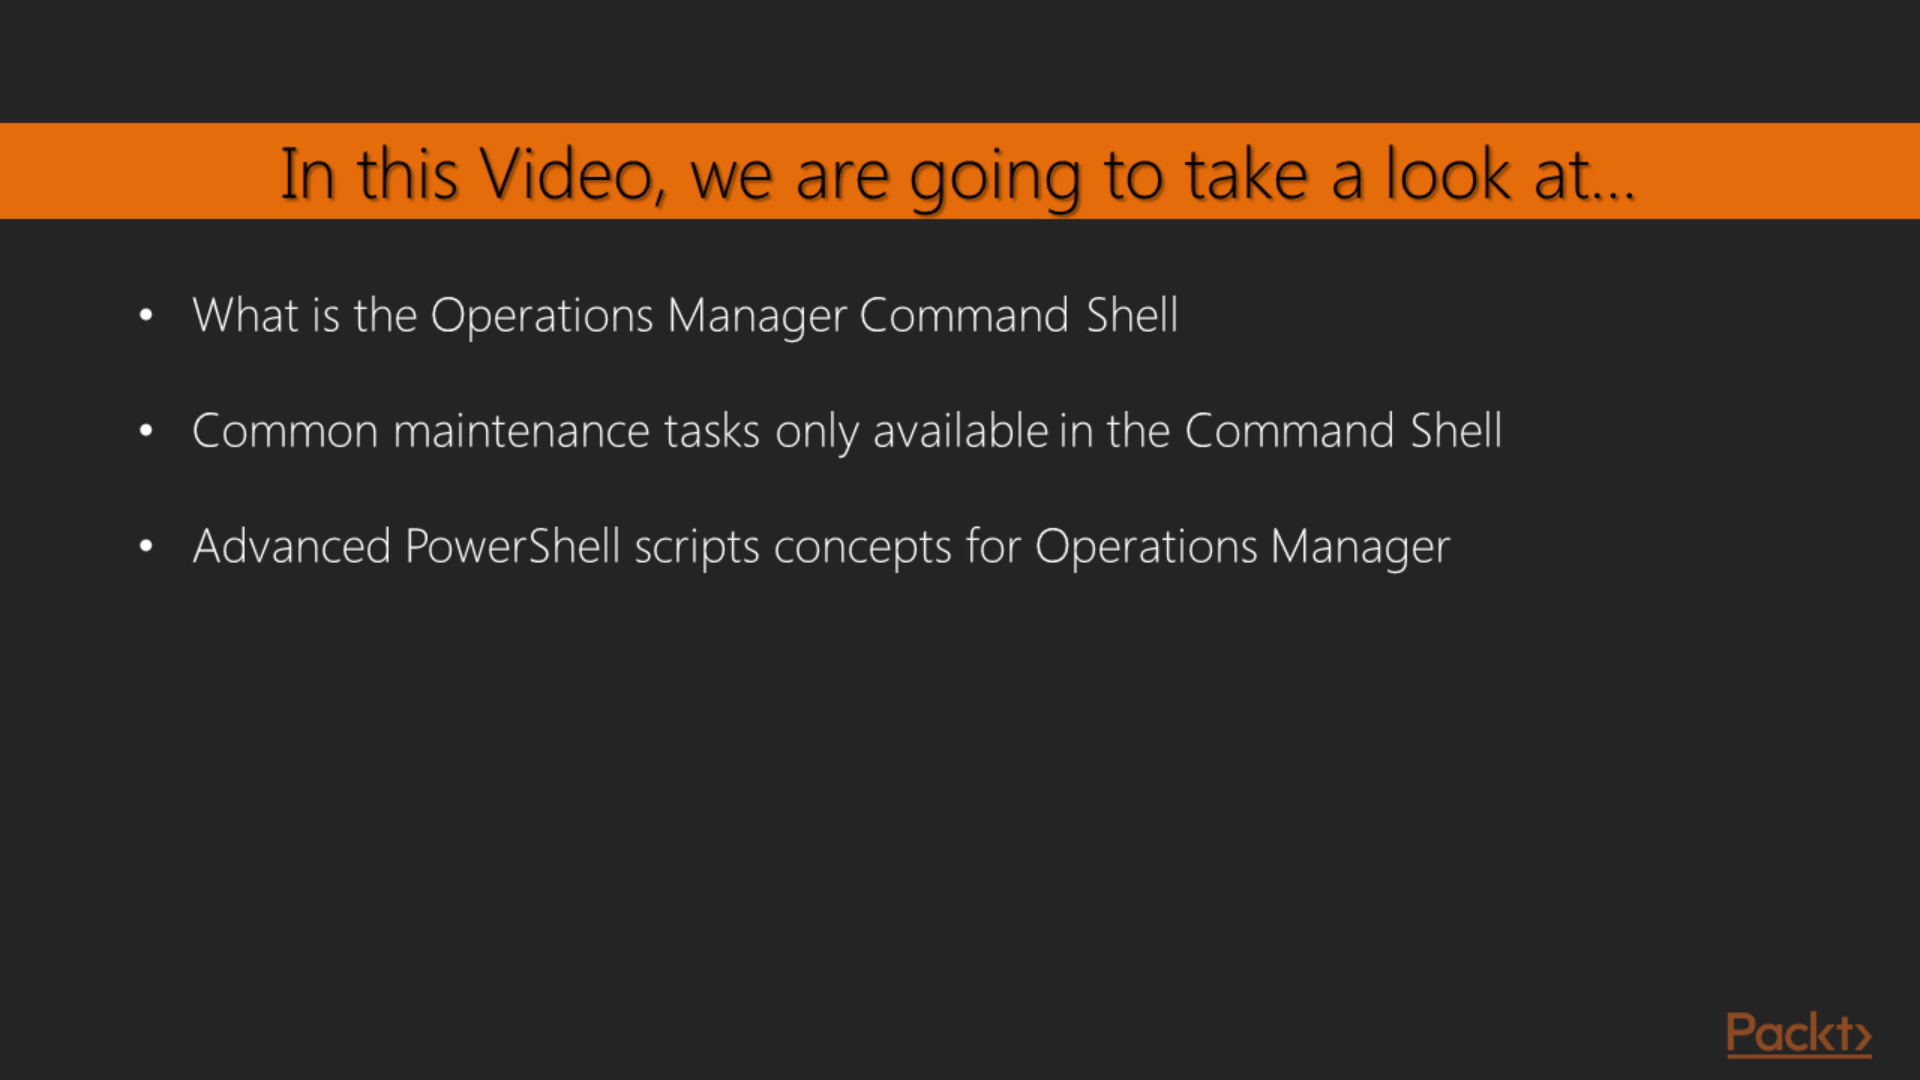 In this Video, we are going to take a look at...
• What is the Operations Manager Command Shell
• Common maintenance tasks only available in the Command Shell
• Advanced PowerShell scripts concepts for Operations Manager
Packt>